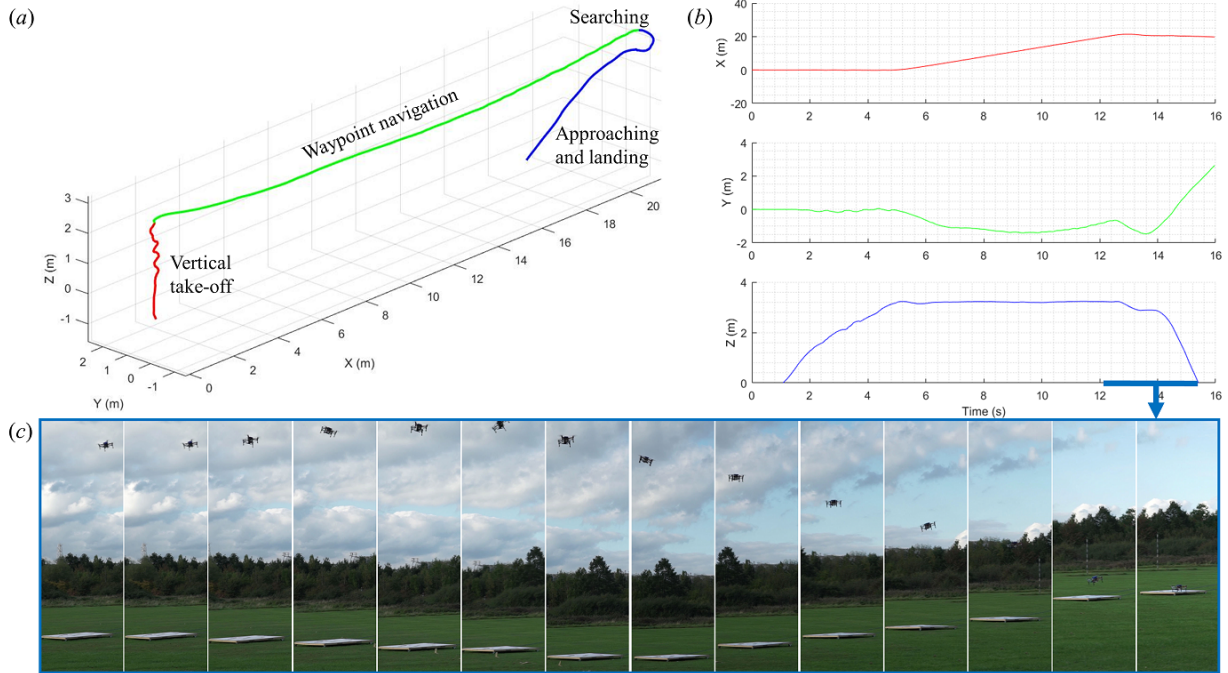 (a)
Searching
Waypoint navigation
Approaching
and landing
Vertical
take-off
3
2
1
0
-1
Z (m)
2
1
0
-1
Y (m)
0
2
4
6
8
10
12
14
16
18
20
X (m)
(b)
40
20
0
-20
X (m)
0 2 4 6 8 10 12 14 16
4
0
-2
Y (m)
0 2 4 6 8 10 12 14 16
4
2
0
Z (m)
0 2 4 6 8 10 12 14 16
Time (s)
(c)